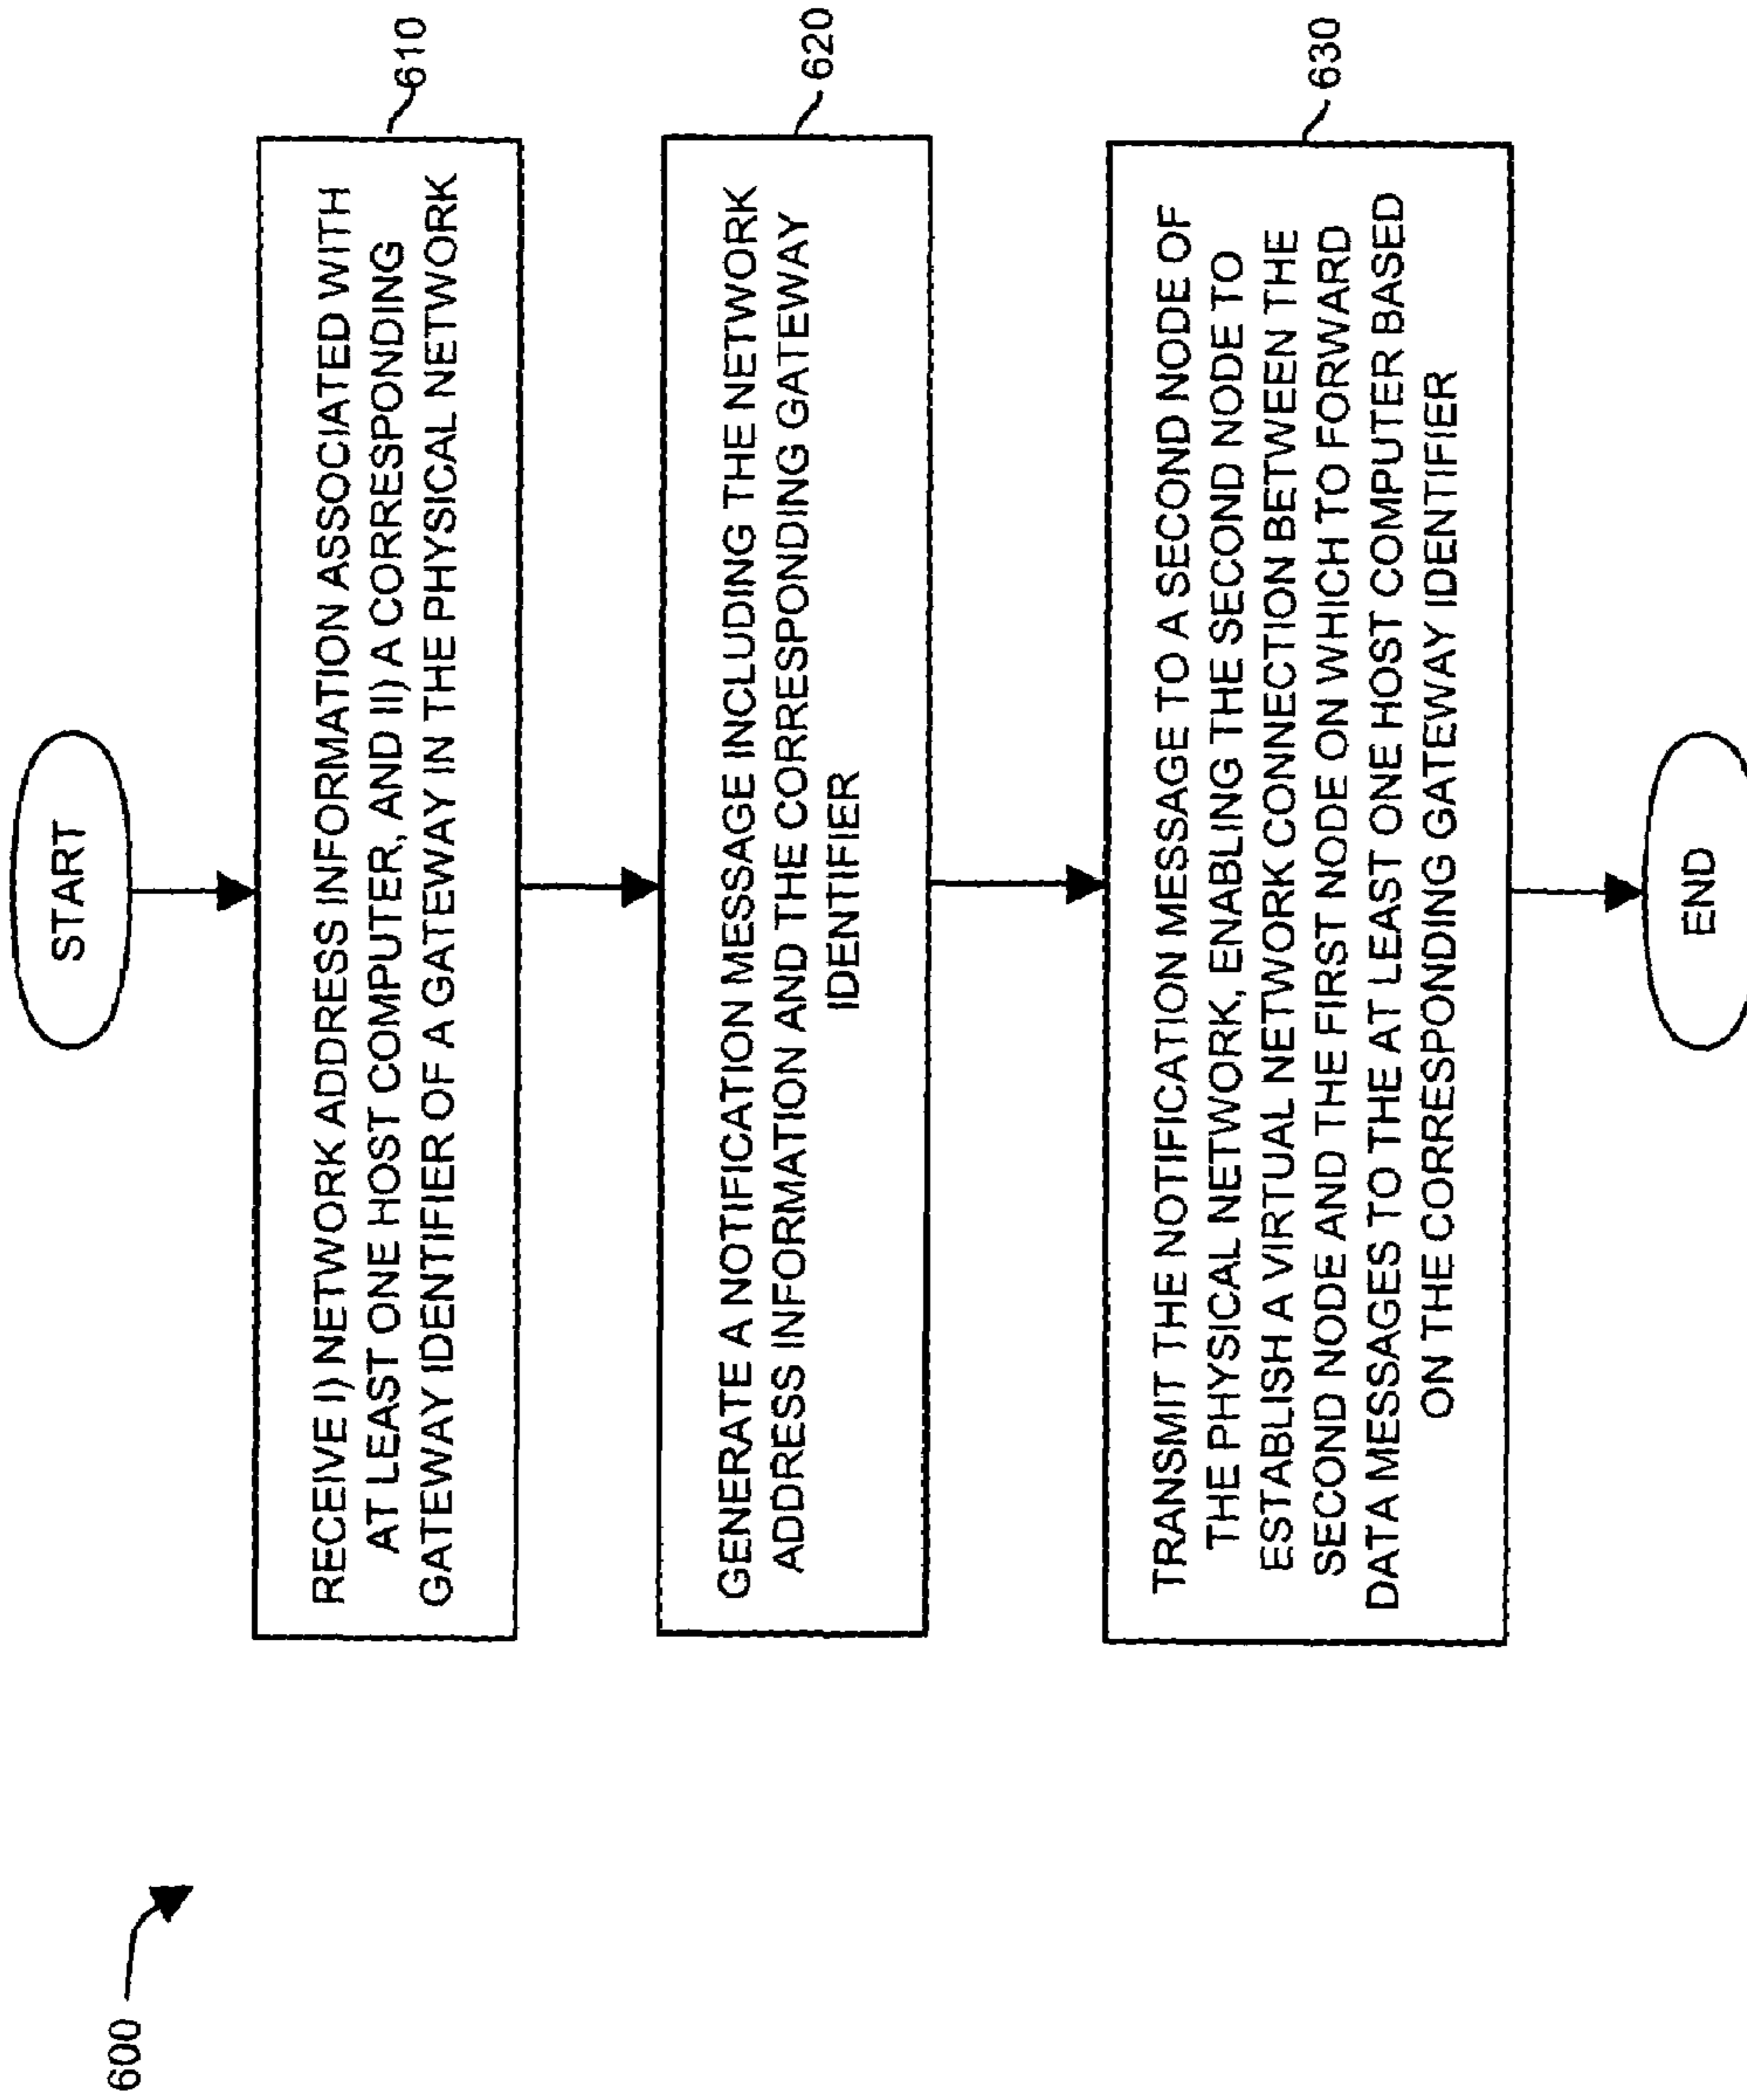 600
START
RECEIVE I) NETWORK ADDRESS INFORMATION ASSOCIATED WITH
AT LEAST ONE HOST COMPUTER, AND II) A CORRESPONDING
GATEWAY IDENTIFIER OF A GATEWAY IN THE PHYSICAL NETWORK
610
GENERATE A NOTIFICATION MESSAGE INCLUDING THE NETWORK
ADDRESS INFORMATION AND THE CORRESPONDING GATEWAY
IDENTIFIER
620
TRANSMIT THE NOTIFICATION MESSAGE TO A SECOND NODE OF
THE PHYSICAL NETWORK, ENABLING THE SECOND NODE TO
ESTABLISH A VIRTUAL NETWORK CONNECTION BETWEEN THE
SECOND NODE AND THE FIRST NODE ON WHICH TO FORWARD
DATA MESSAGES TO THE AT LEAST ONE HOST COMPUTER BASED
ON THE CORRESPONDING GATEWAY IDENTIFIER
630
END